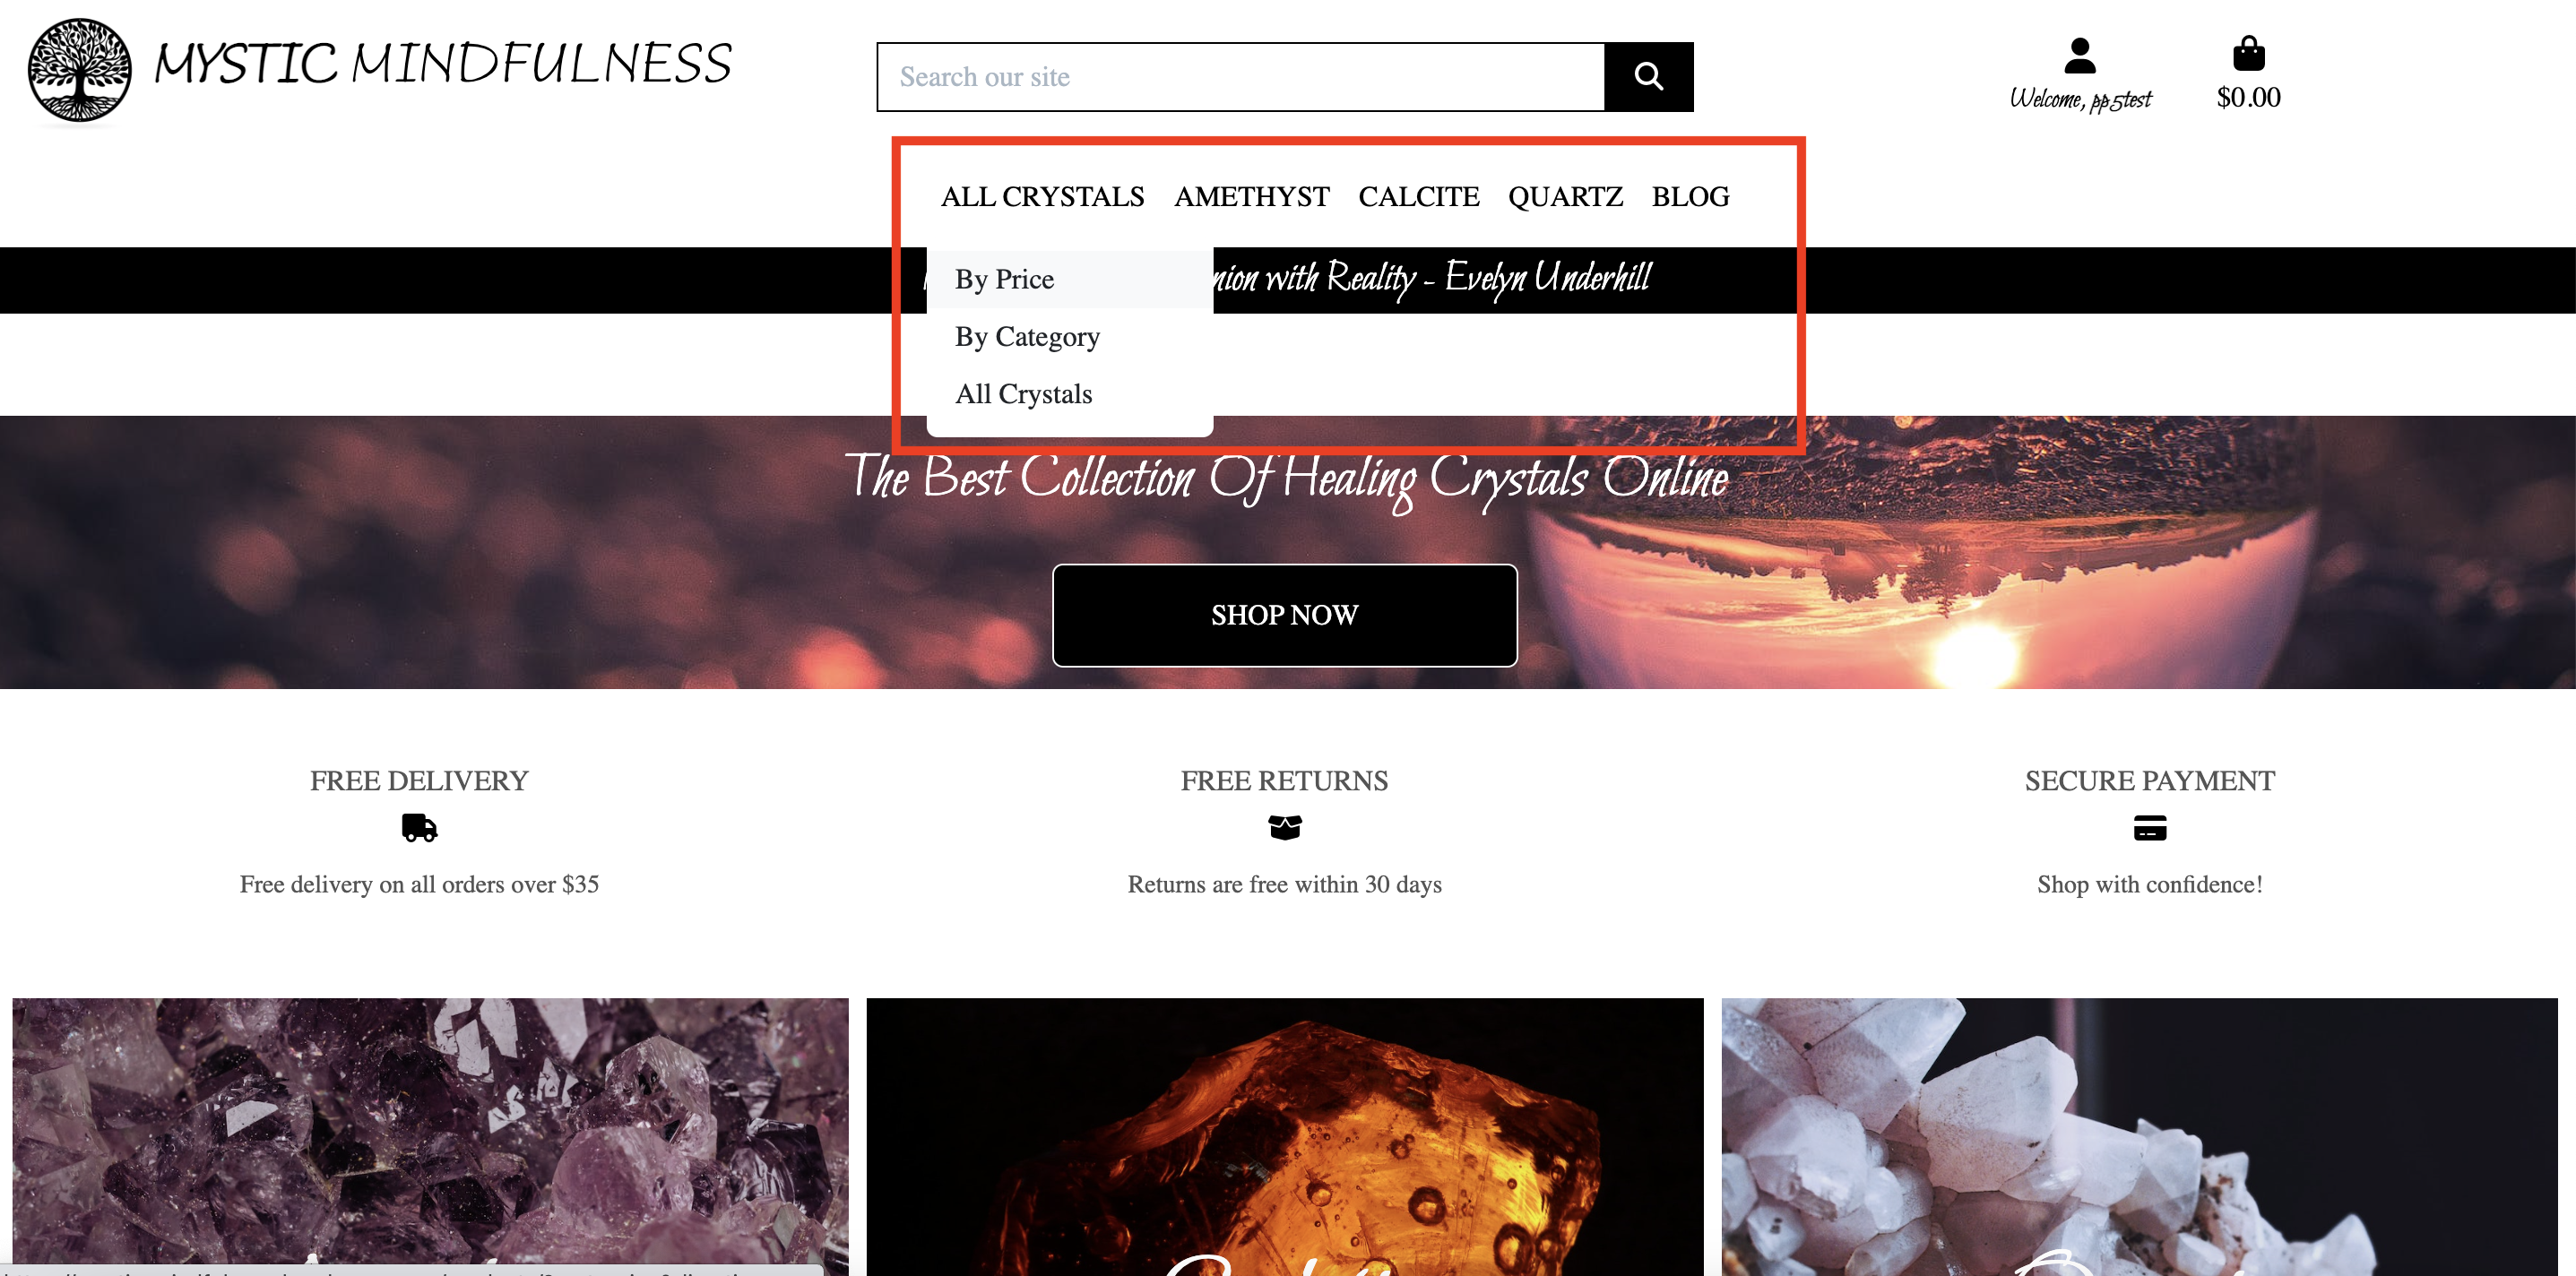 MYSTIC MINDFULNESS
Search our site
Welcome, pp5test
$0.00
ALL CRYSTALS AMETHYST CALCITE QUARTZ BLOG
with Reality - Evelyn Underhill
By Price
By Category
All Crystals
The Best Collection Of Healing Crystals Online
SHOP NOW
FREE DELIVERY
FREE RETURNS
SECURE PAYMENT
Free delivery on all orders over $35
Returns are free within 30 days
Shop with confidence!